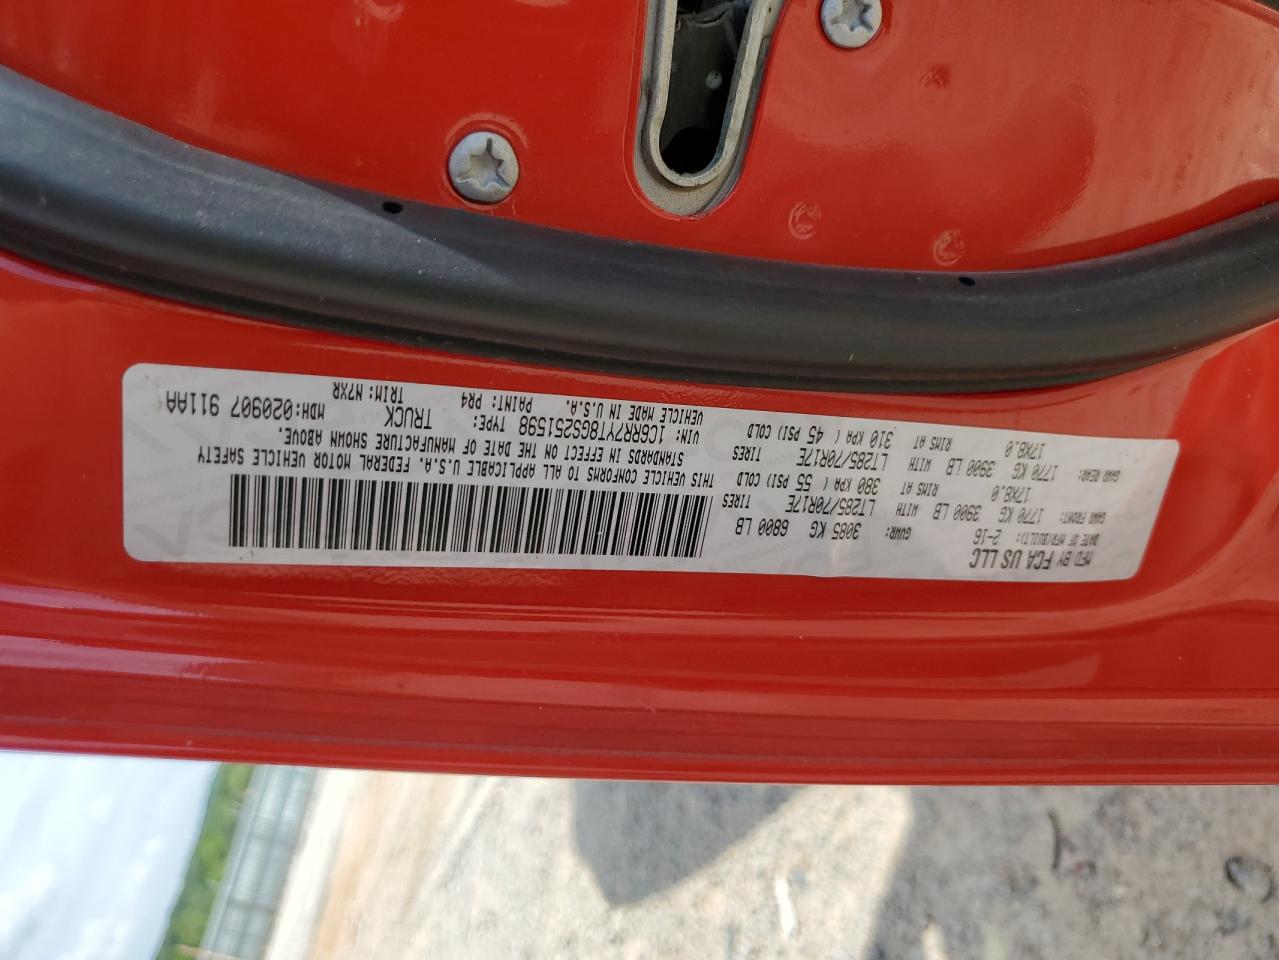 MFD BY FCA US LLC
DATE OF MFR(BUILT): 2-16 GVWR: 3085 KG 6800 LB
GAWR FRONT: 1770 KG 3900 LB WITH LT285/70R17E TIRES
17X8.0 RIMS AT 380 KPA ( 55 PSI) COLD
GAWR REAR: 1770 KG 3900 LB WITH LT285/70R17E TIRES
17X8.0 RIMS AT 310 KPA ( 45 PSI) COLD
THIS VEHICLE CONFORMS TO ALL APPLICABLE U.S.A. FEDERAL MOTOR VEHICLE SAFETY
STANDARDS IN EFFECT ON THE DATE OF MANUFACTURE SHOWN ABOVE.
VIN: 1C6RR7YT8GS251598 TYPE: TRUCK MDH: 020907 911AA
VEHICLE MADE IN U.S.A. PAINT: PR4 TRIM: N7XR